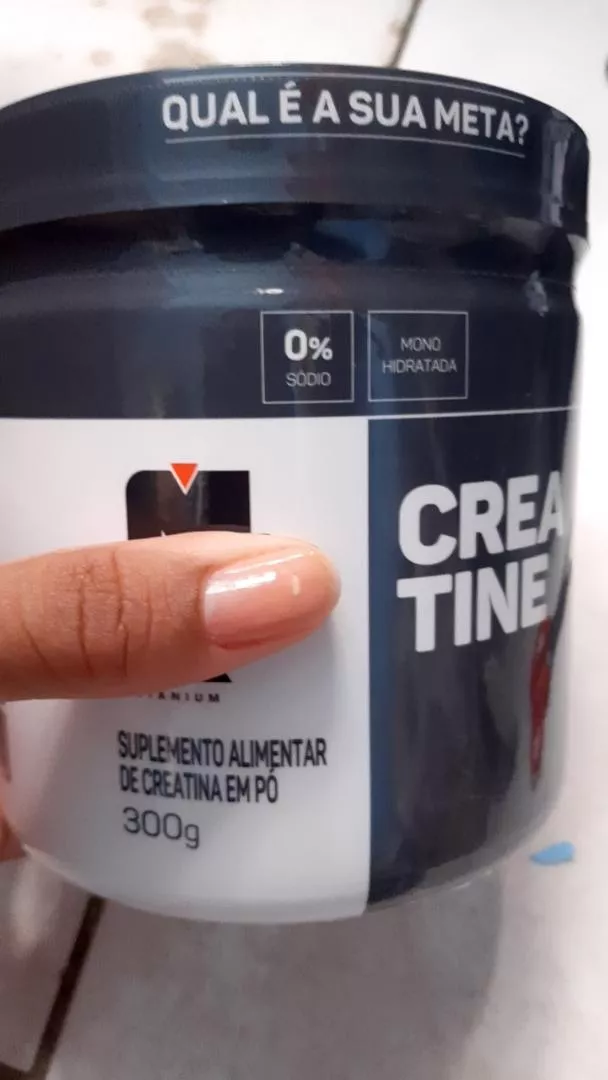 QUAL É A SUA META?
0%
SÓDIO
MONO
HIDRATADA
CREA
TINE
SUPLEMENTO ALIMENTAR
DE CREATINA EM PÓ
300g